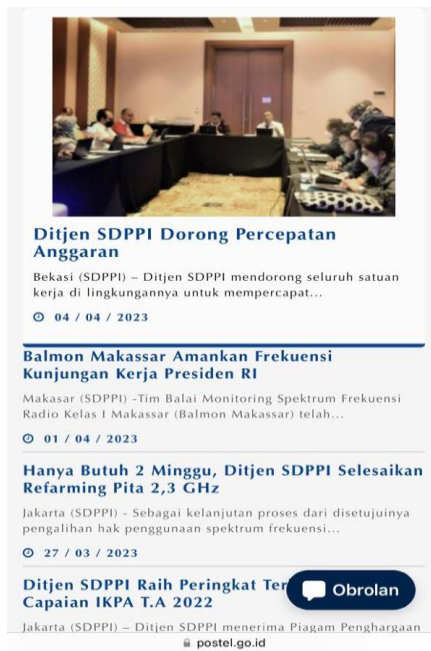 Ditjen SDPPI Dorong Percepatan
Anggaran
Bekasi (SDPPI) – Ditjen SDPPI mendorong seluruh satuan
kerja di lingkungannya untuk mempercapat...
04 / 04 / 2023
Balmon Makassar Amankan Frekuensi
Kunjungan Kerja Presiden RI
Makasar (SDPPI) -Tim Balai Monitoring Spektrum Frekuensi
Radio Kelas I Makassar (Balmon Makassar) telah...
01 / 04 / 2023
Hanya Butuh 2 Minggu, Ditjen SDPPI Selesaikan
Refarming Pita 2,3 GHz
Jakarta (SDPPI) - Sebagai kelanjutan proses dari disetujuinya
pengalihan hak penggunaan spektrum frekuensi...
27 / 03 / 2023
Ditjen SDPPI Raih Peringkat
Capaian IKPA T.A 2022
Obrolan
Jakarta (SDPPI) – Ditjen SDPPI menerima Piagam Penghargaan
postel.go.id